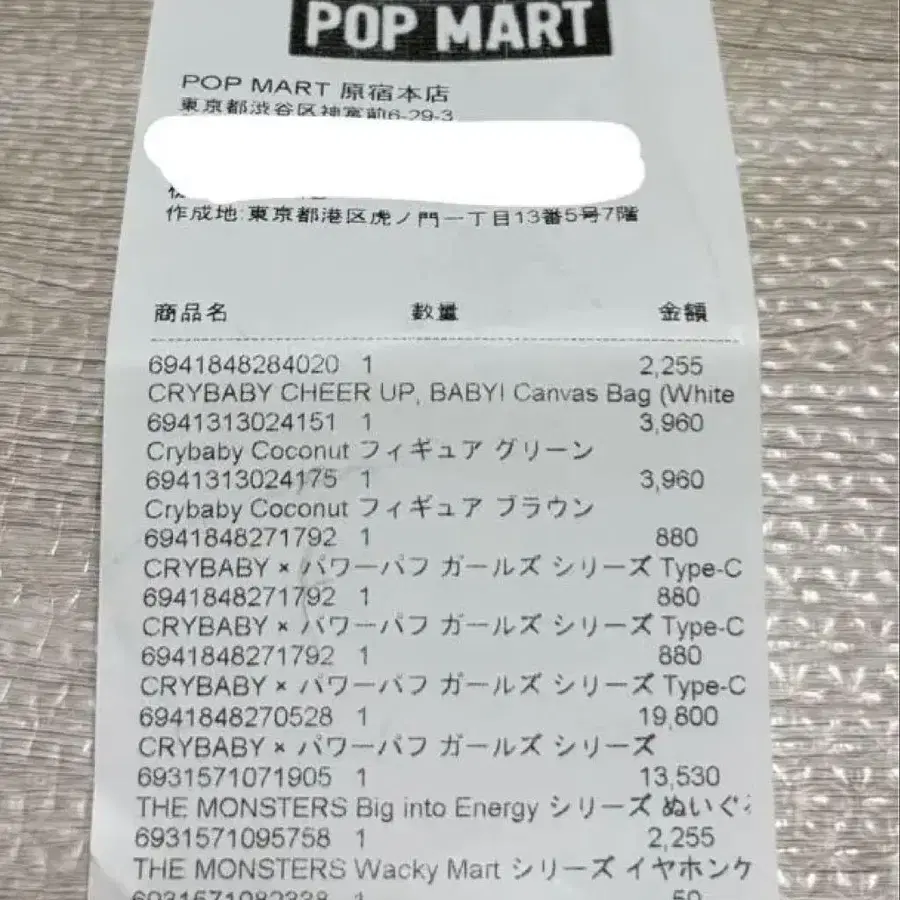 POP MART
POP MART 原宿本店
東京都渋谷区神宮前6-29-3
作成地:東京都港区虎ノ門一丁目13番5号7階
商品名 数量 金額
6941848284020 1 2,255
CRYBABY CHEER UP, BABY! Canvas Bag (White
6941313024151 1 3,960
Crybaby Coconut フィギュア グリーン
6941313024175 1 3,960
Crybaby Coconut フィギュア ブラウン
6941848271792 1 880
CRYBABY × パワーパフ ガールズ シリーズ Type-C
6941848271792 1 880
CRYBABY × パワーパフ ガールズ シリーズ Type-C
6941848271792 1 880
CRYBABY × パワーパフ ガールズ シリーズ Type-C
6941848270528 1 19,800
CRYBABY × パワーパフ ガールズ シリーズ
6931571071905 1 13,530
THE MONSTERS Big into Energy シリーズ ぬいぐ
6931571095758 1 2,255
THE MONSTERS Wacky Mart シリーズ イヤホンケ